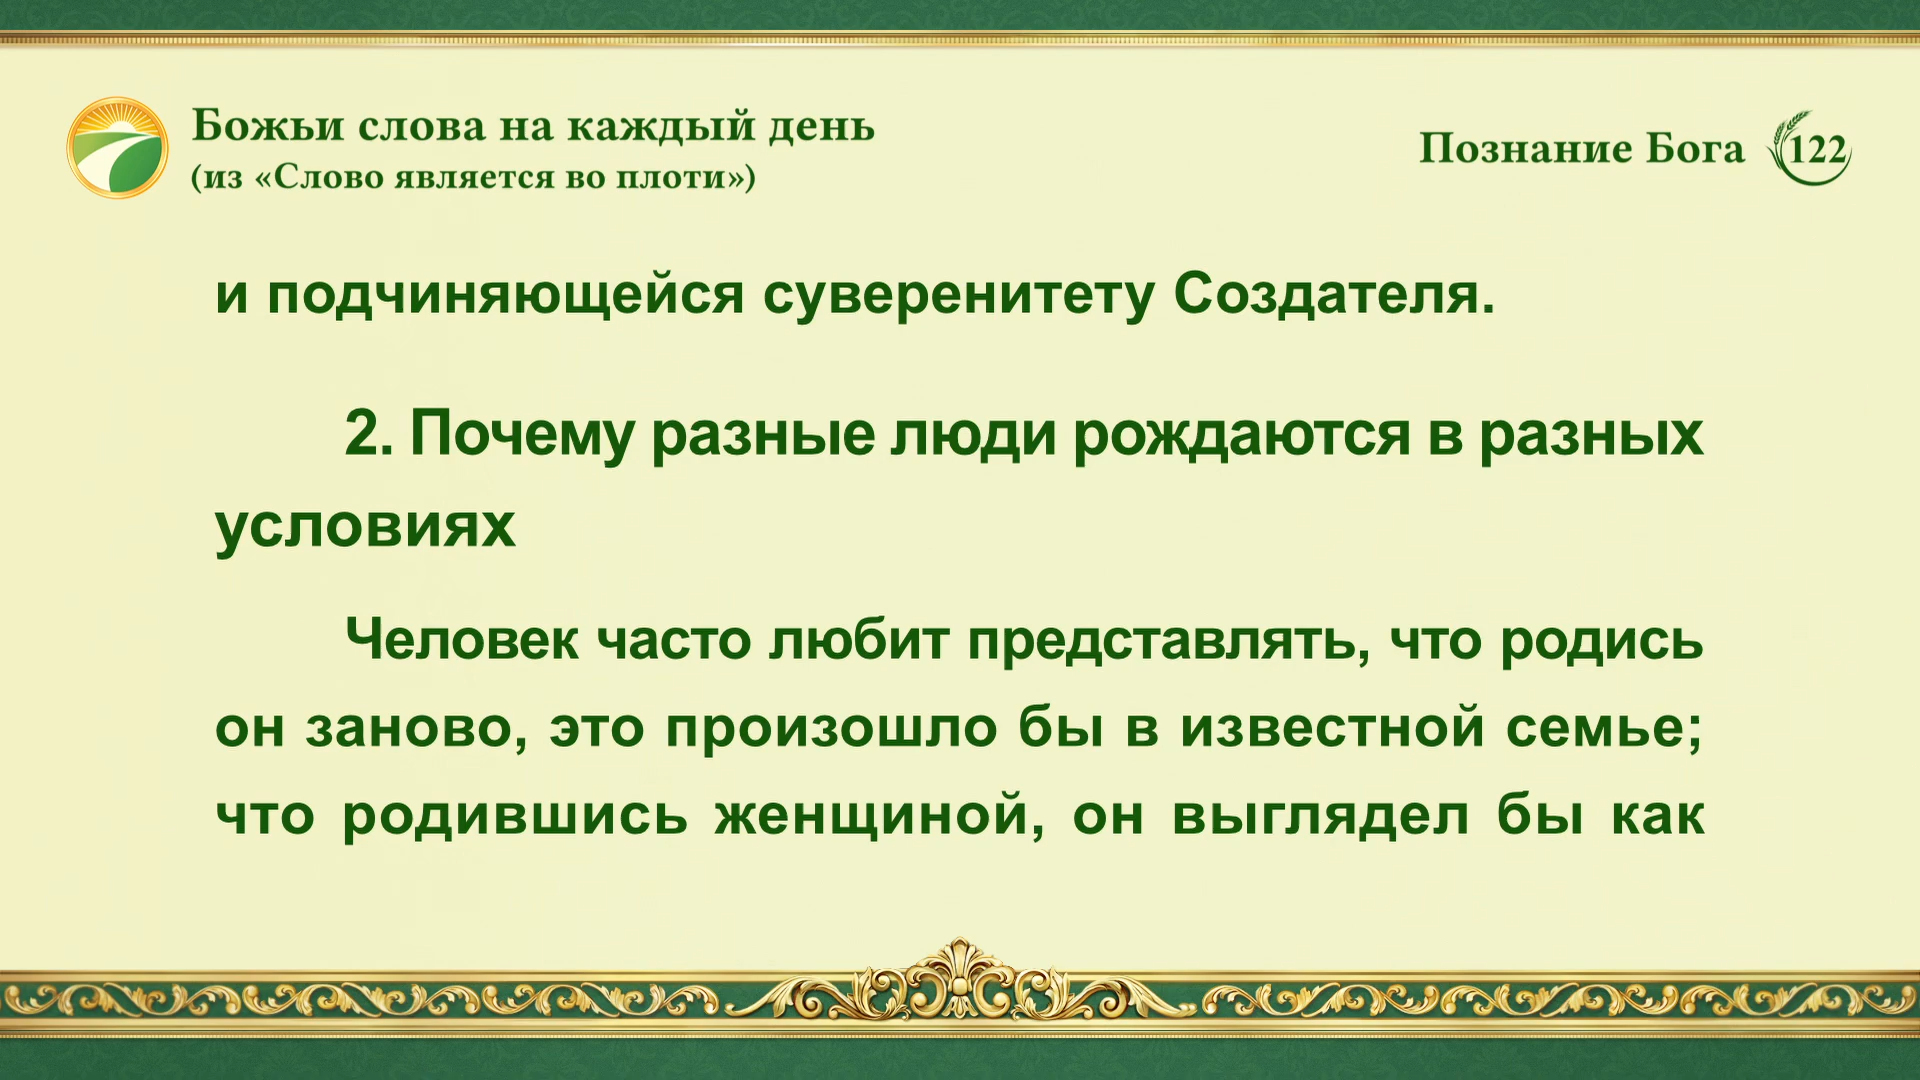 Божьи слова на каждый день
(из «Слово является во плоти»)
Познание Бога 122
и подчиняющейся суверенитету Создателя.
2. Почему разные люди рождаются в разных
условиях
Человек часто любит представлять, что родись
он заново, это произошло бы в известной семье;
что родившись женщиной, он выглядел бы как